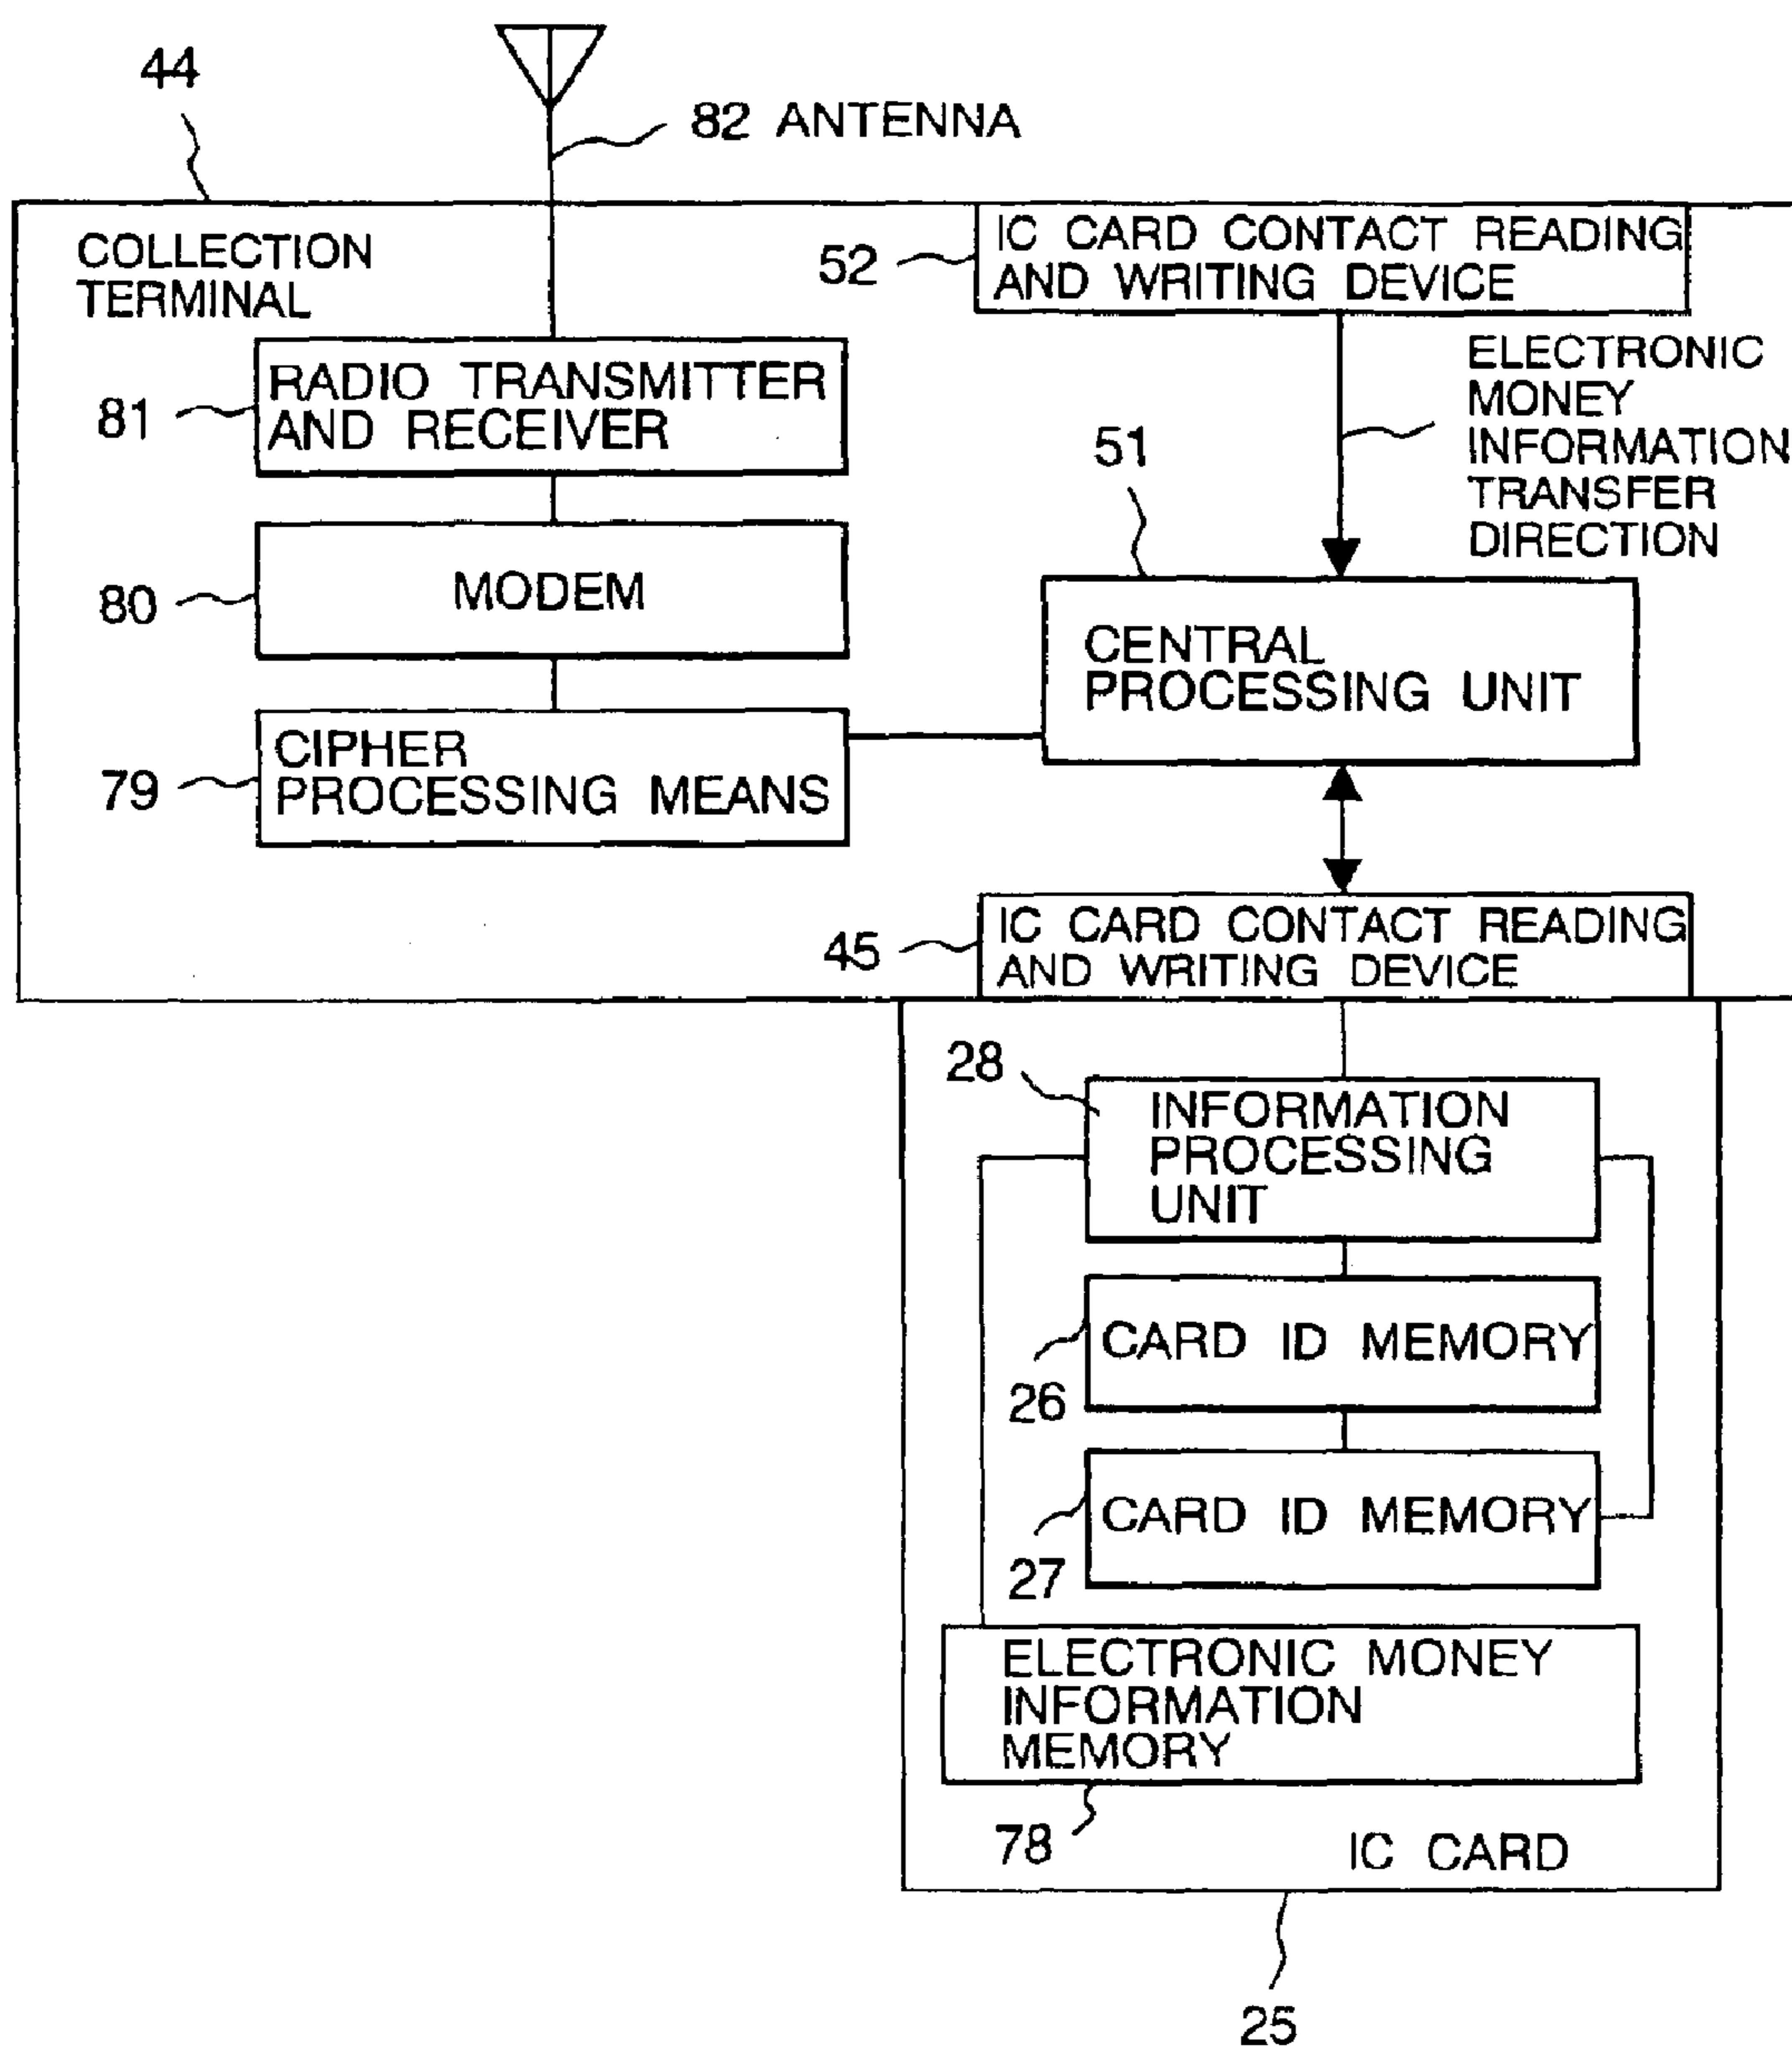 44
82 ANTENNA
COLLECTION
TERMINAL
52
IC CARD CONTACT READING
AND WRITING DEVICE
81
RADIO TRANSMITTER
AND RECEIVER
ELECTRONIC
MONEY
INFORMATION
TRANSFER
DIRECTION
51
80
MODEM
CENTRAL
PROCESSING UNIT
79
CIPHER
PROCESSING MEANS
45
IC CARD CONTACT READING
AND WRITING DEVICE
28
INFORMATION
PROCESSING
UNIT
CARD ID MEMORY
26
CARD ID MEMORY
27
ELECTRONIC MONEY
INFORMATION
MEMORY
78
IC CARD
25